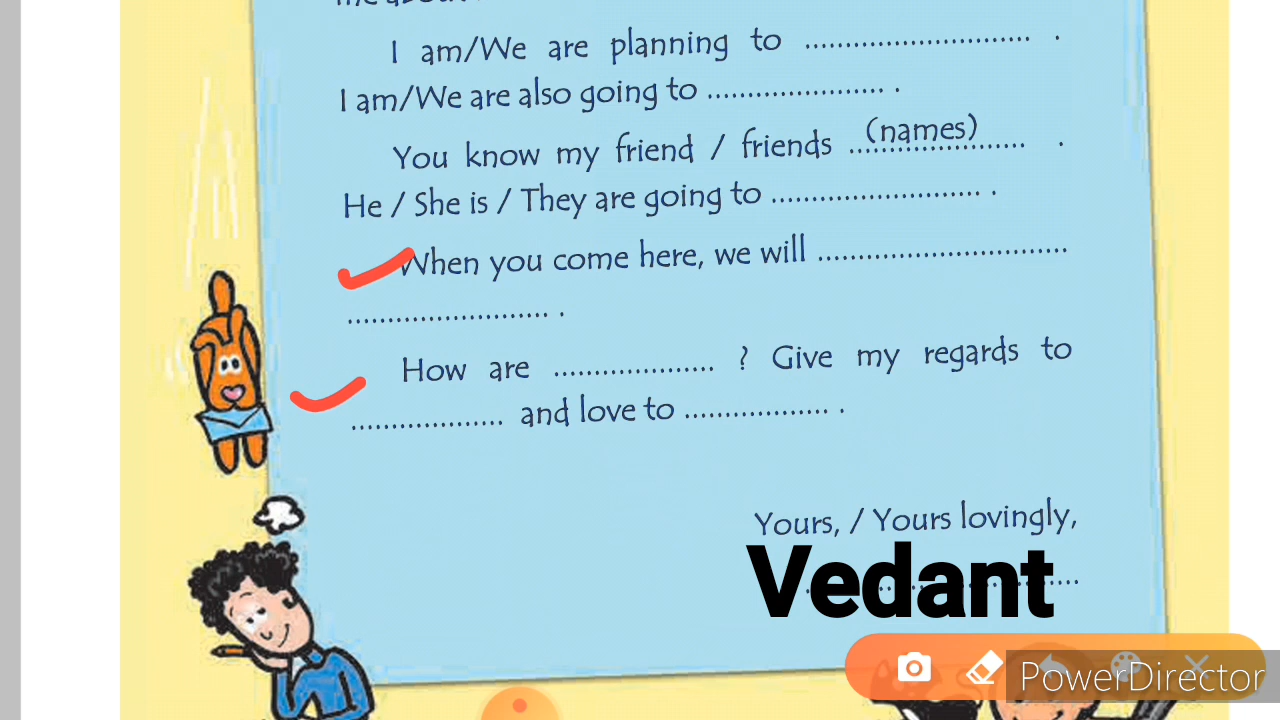 I am/We are planning to ............................ .
I am/We are also going to ...................... .
You know my friend / friends ...................... .
(names)
He / She is / They are going to .......................... .
When you come here, we will ...............................
......................... .
How are .................... ? Give my regards to
................... and love to .................. .
Yours, / Yours lovingly,
Vedant
PowerDirector